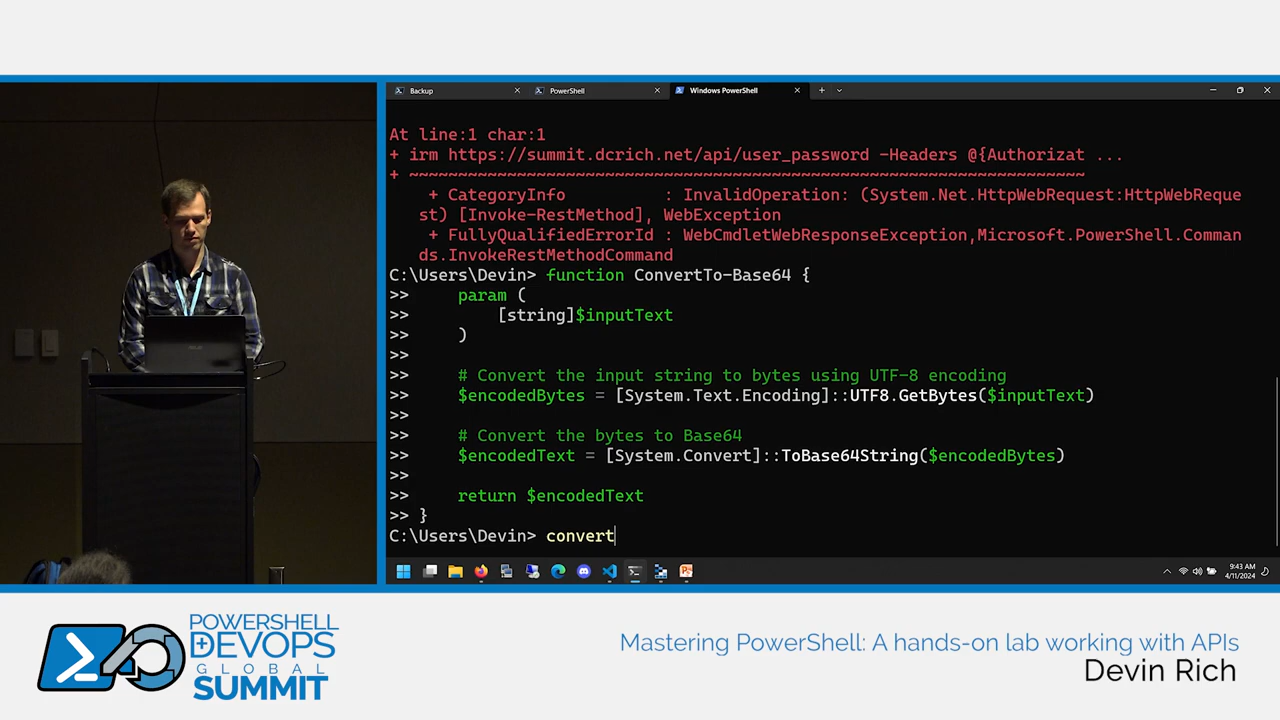 Backup
PowerShell
Windows PowerShell
At line:1 char:1
+ irm https://summit.dcrich.net/api/user_password -Headers @{Authorizat ...
+ ~~~~~~~~~~~~~~~~~~~~~~~~~~~~~~~~~~~~~~~~~~~~~~~~~~~~~~~~~~~~~~~~~~~~~
+ CategoryInfo : InvalidOperation: (System.Net.HttpWebRequest:HttpWebReque
st) [Invoke-RestMethod], WebException
+ FullyQualifiedErrorId : WebCmdletWebResponseException,Microsoft.PowerShell.Comman
ds.InvokeRestMethodCommand
C:\Users\Devin> function ConvertTo-Base64 {
>> param (
>> [string]$inputText
>> )
>>
>> # Convert the input string to bytes using UTF-8 encoding
>> $encodedBytes = [System.Text.Encoding]::UTF8.GetBytes($inputText)
>>
>> # Convert the bytes to Base64
>> $encodedText = [System.Convert]::ToBase64String($encodedBytes)
>>
>> return $encodedText
>> }
C:\Users\Devin> convert
9:43 AM
4/11/2024
POWERSHELL
DEVOPS
GLOBAL
SUMMIT
Mastering PowerShell: A hands-on lab working with APIs
Devin Rich